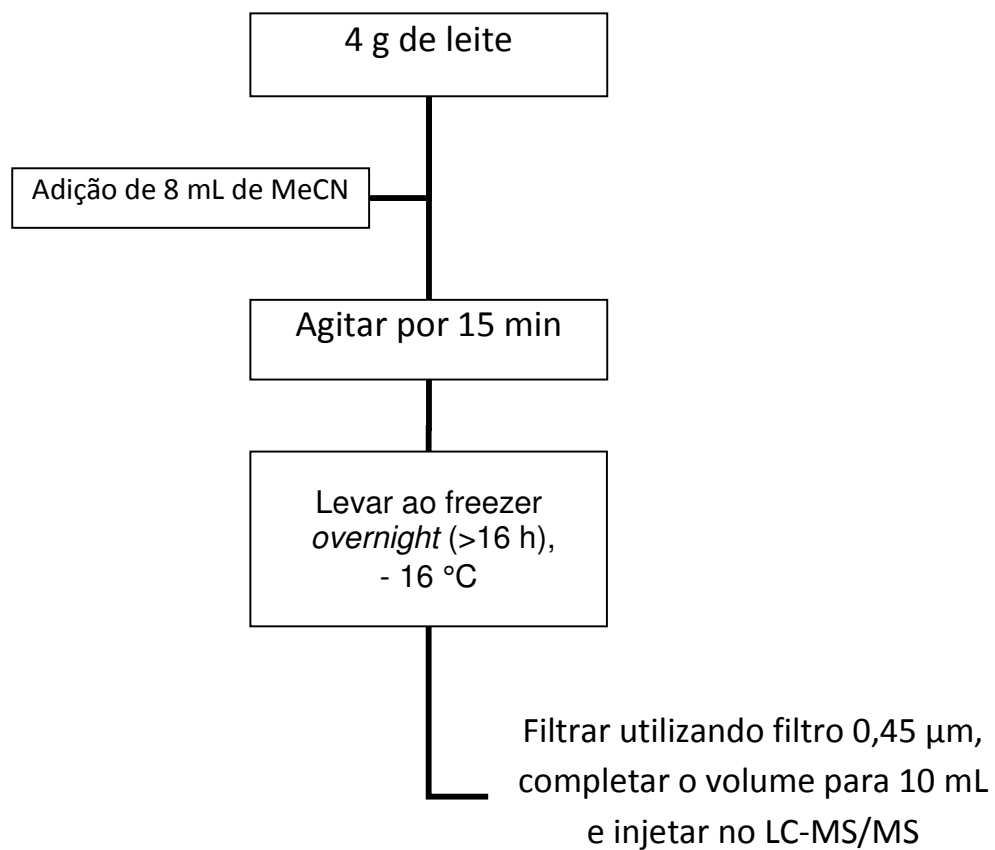 4 g de leite
Adição de 8 mL de MeCN
Agitar por 15 min
Levar ao freezer
overnight (>16 h),
- 16 °C
Filtrar utilizando filtro 0,45 µm,
completar o volume para 10 mL
e injetar no LC-MS/MS